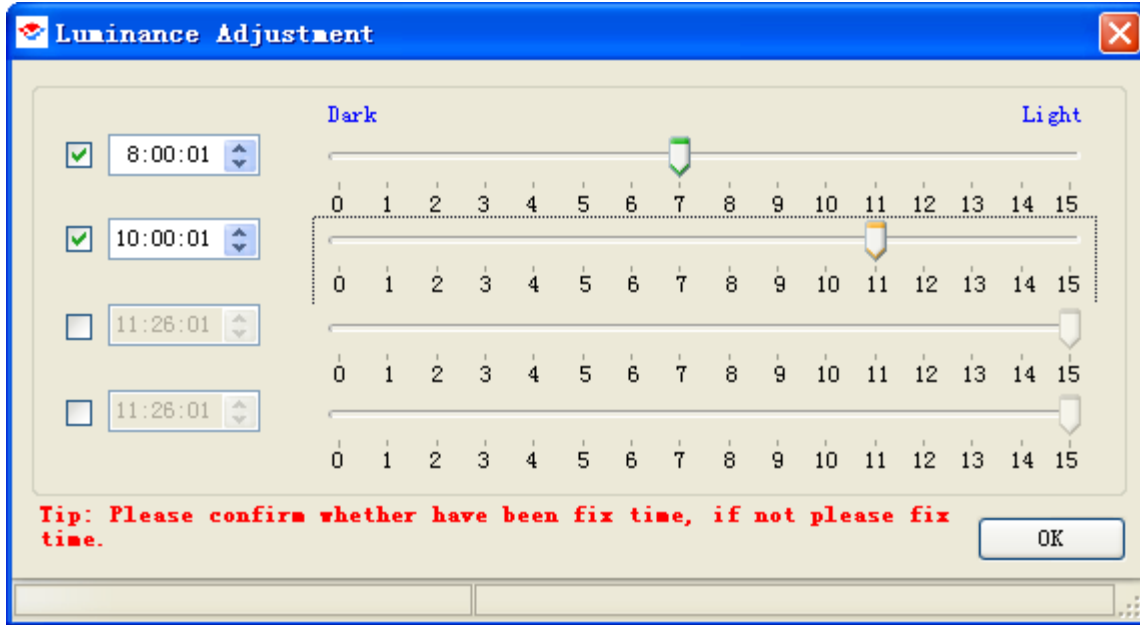 Luminance Adjustment
Dark Light
8:00:01
0 1 2 3 4 5 6 7 8 9 10 11 12 13 14 15
10:00:01
0 1 2 3 4 5 6 7 8 9 10 11 12 13 14 15
11:26:01
0 1 2 3 4 5 6 7 8 9 10 11 12 13 14 15
11:26:01
0 1 2 3 4 5 6 7 8 9 10 11 12 13 14 15
Tip: Please confirm whether have been fix time, if not please fix
time.
OK